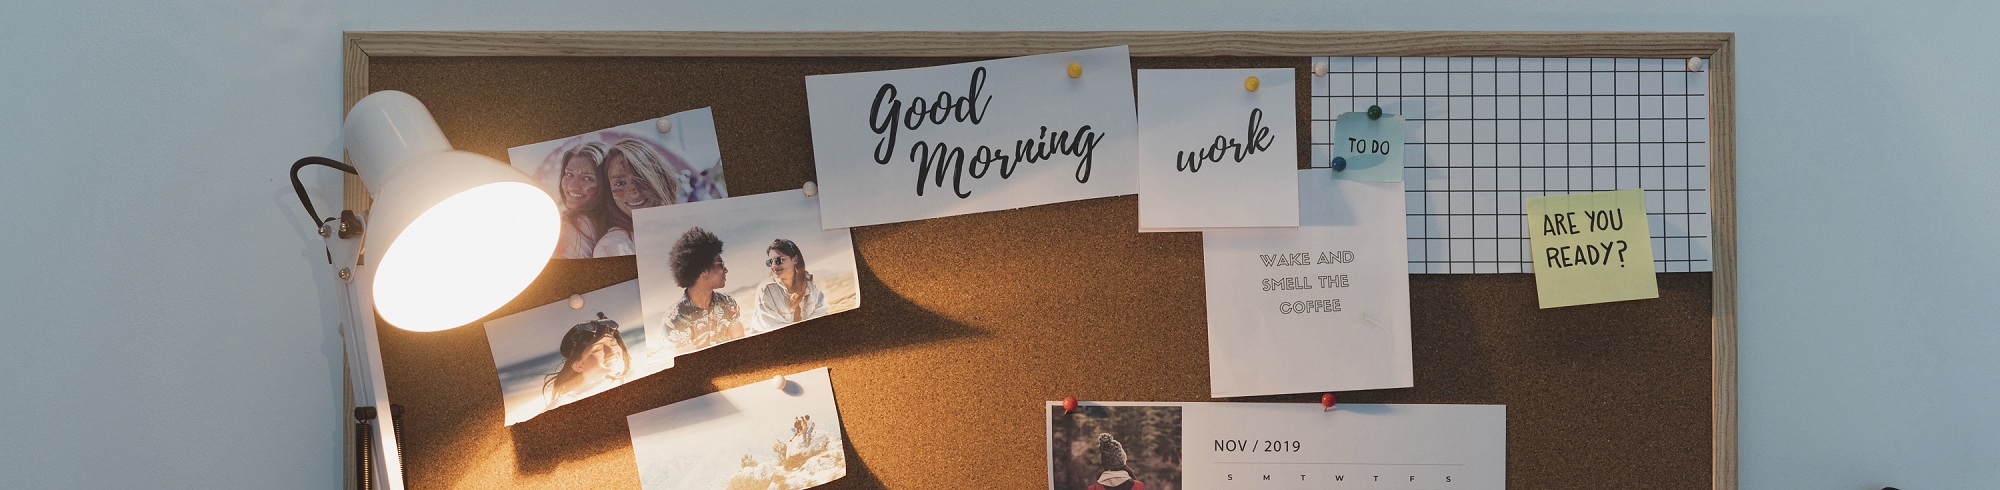 Good
Morning
work
TO DO
ARE YOU
READY?
WAKE AND
SMELL THE
COFFEE
NOV / 2019
S M T W T F S